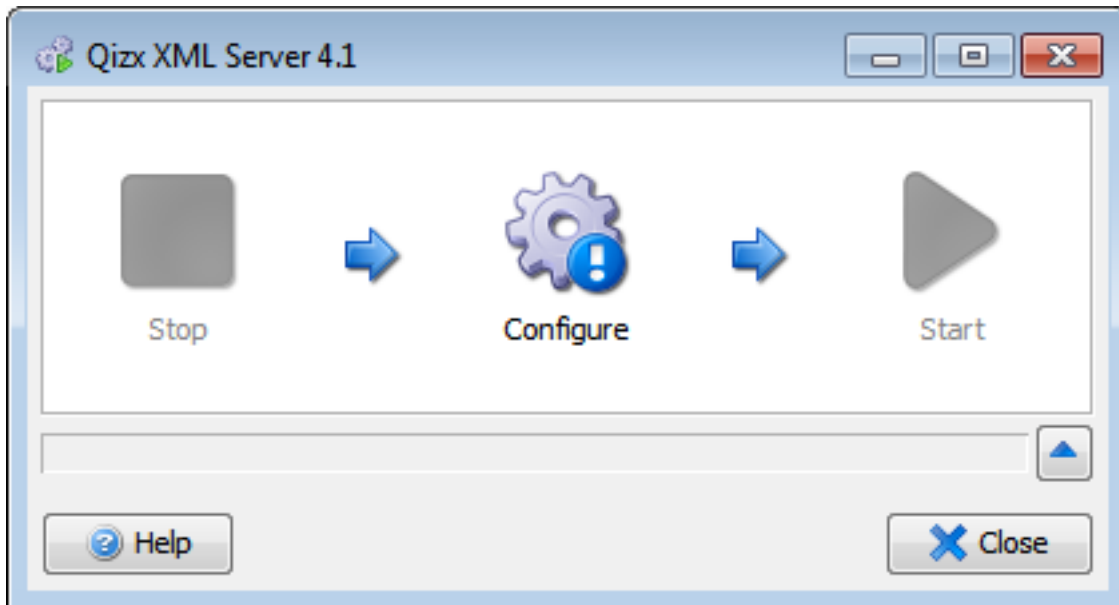 Qizx XML Server 4.1
Stop
Configure
Start
Help
Close